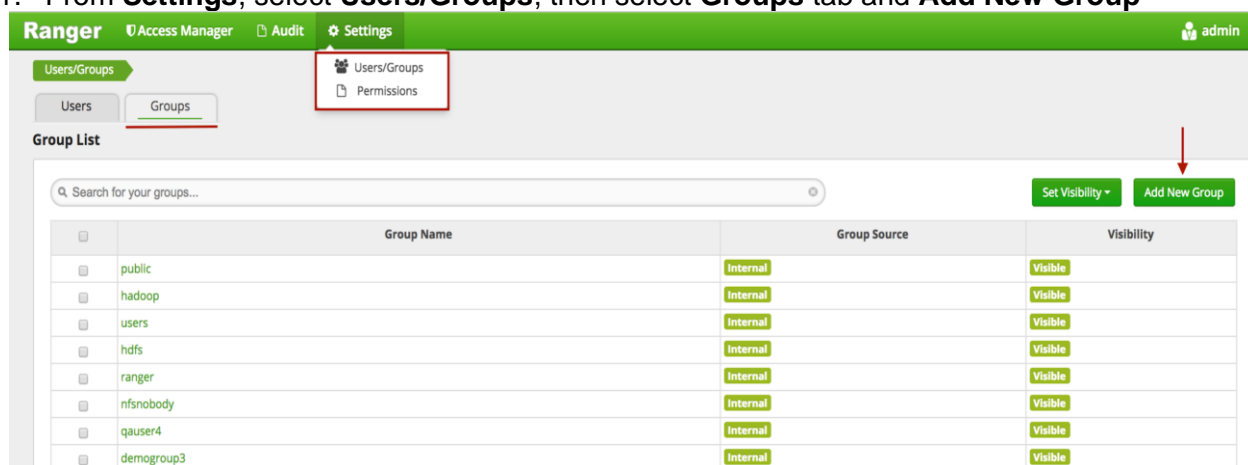 1. From Settings, select Users/Groups, then select Groups tab and Add New Group
Ranger Access Manager Audit Settings admin
Users/Groups
Permissions
Users/Groups
Users Groups
Group List
Search for your groups...
Set Visibility Add New Group
Group Name Group Source Visibility
public Internal Visible
hadoop Internal Visible
users Internal Visible
hdfs Internal Visible
ranger Internal Visible
nfsnobody Internal Visible
qauser4 Internal Visible
demogroup3 Internal Visible